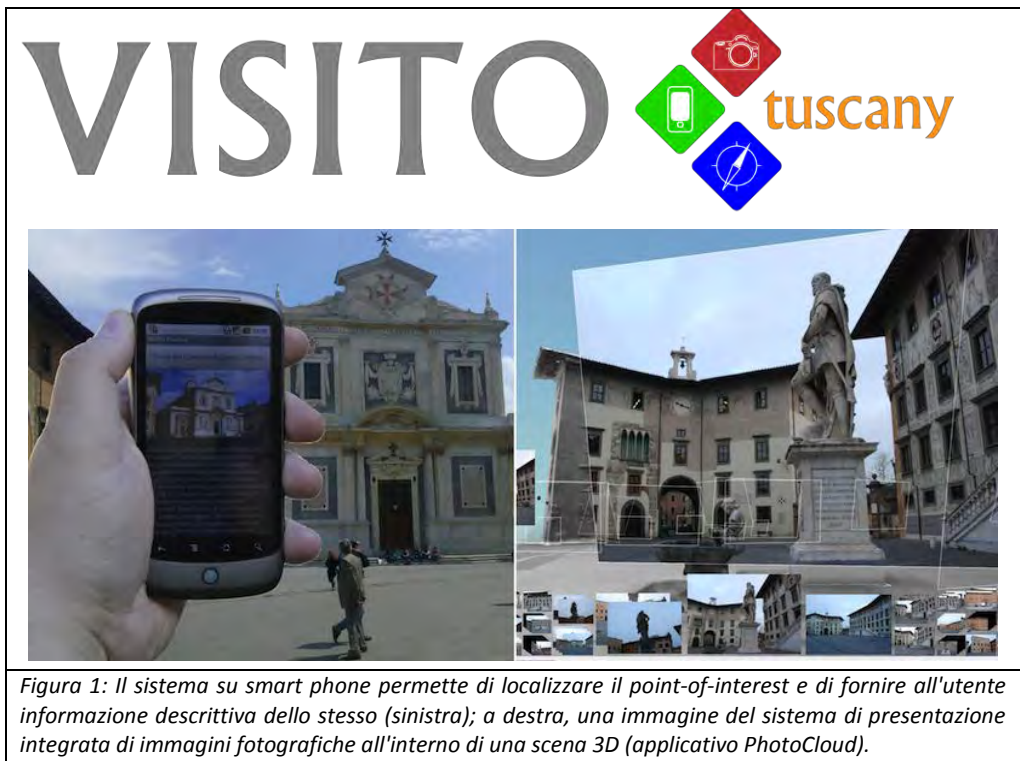 VISITO
tuscany
Figura 1: Il sistema su smart phone permette di localizzare il point-of-interest e di fornire all'utente
informazione descrittiva dello stesso (sinistra); a destra, una immagine del sistema di presentazione
integrata di immagini fotografiche all'interno di una scena 3D (applicativo PhotoCloud).